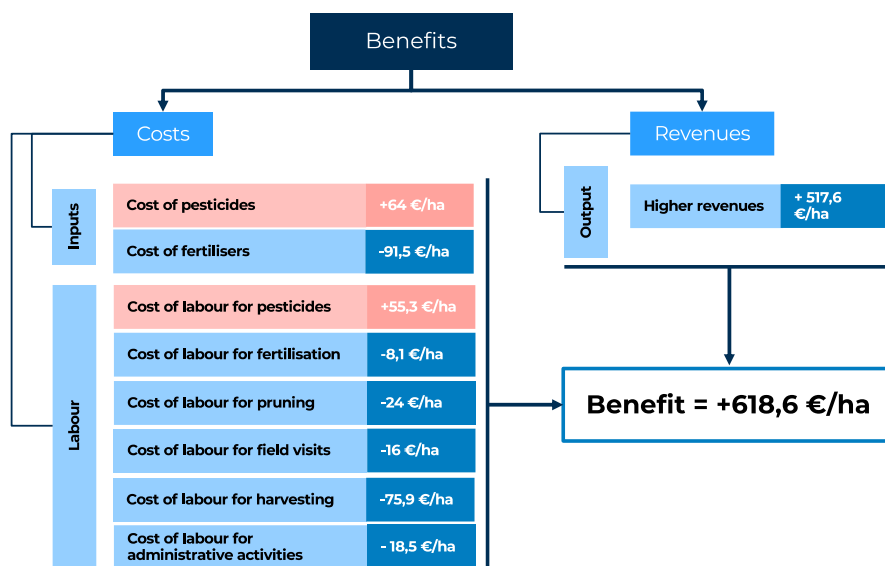 Benefits
Costs
Revenues
Inputs
Cost of pesticides
+64 €/ha
Cost of fertilisers
-91,5 €/ha
Output
Higher revenues
+ 517,6
€/ha
Labour
Cost of labour for pesticides
+55,3 €/ha
Cost of labour for fertilisation
-8,1 €/ha
Cost of labour for pruning
-24 €/ha
Cost of labour for field visits
-16 €/ha
Cost of labour for harvesting
-75,9 €/ha
Cost of labour for
administrative activities
- 18,5 €/ha
Benefit = +618,6 €/ha